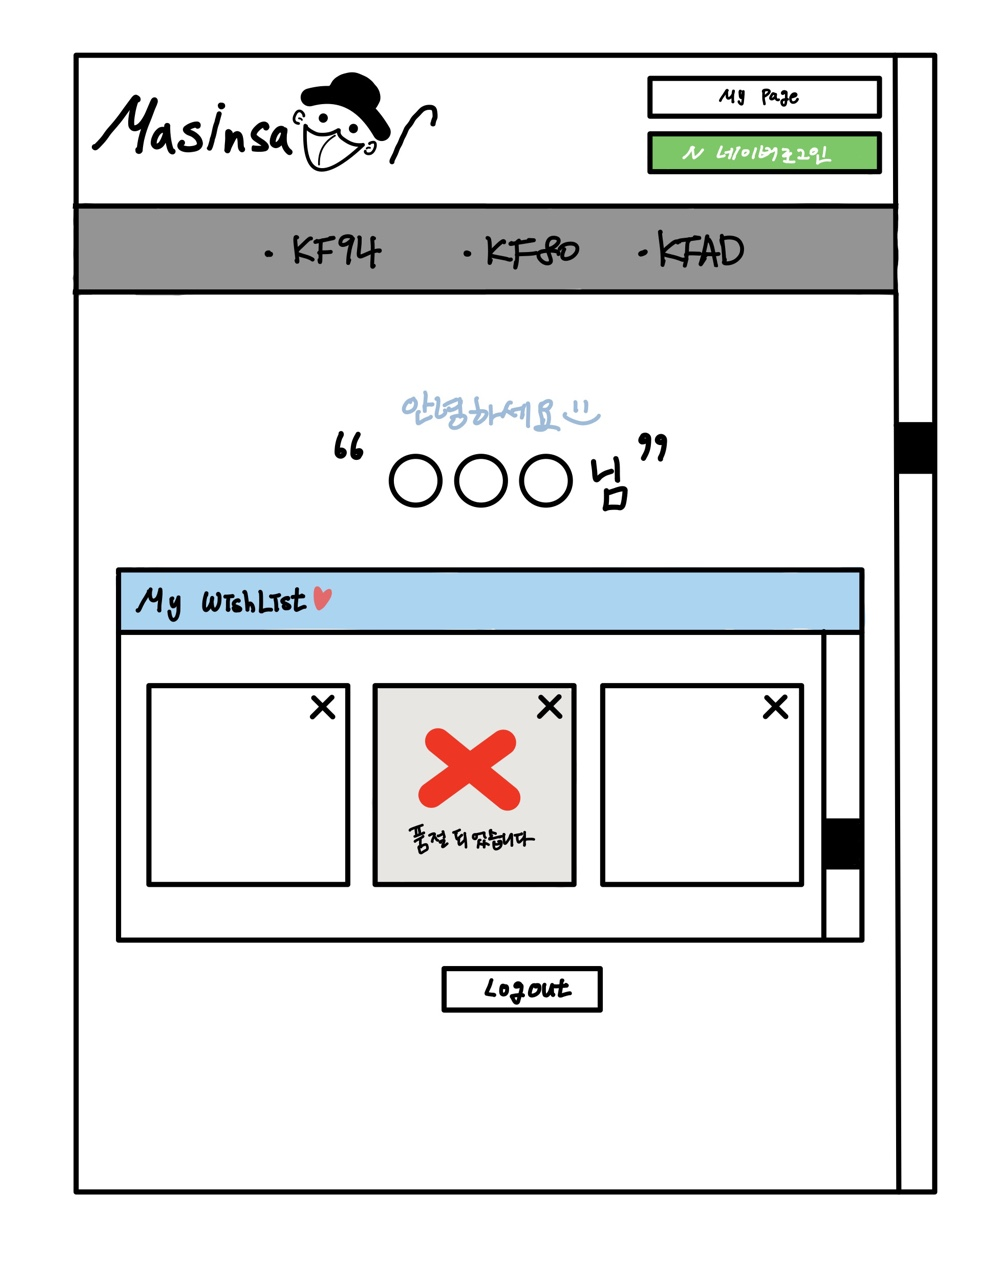 Masinsa
My Page
N 네이버로그인
· KF94 · KF80 · KFAD
안녕하세요
“ ○○○님 ”
My WishList
품절 되 었습니다
Logout